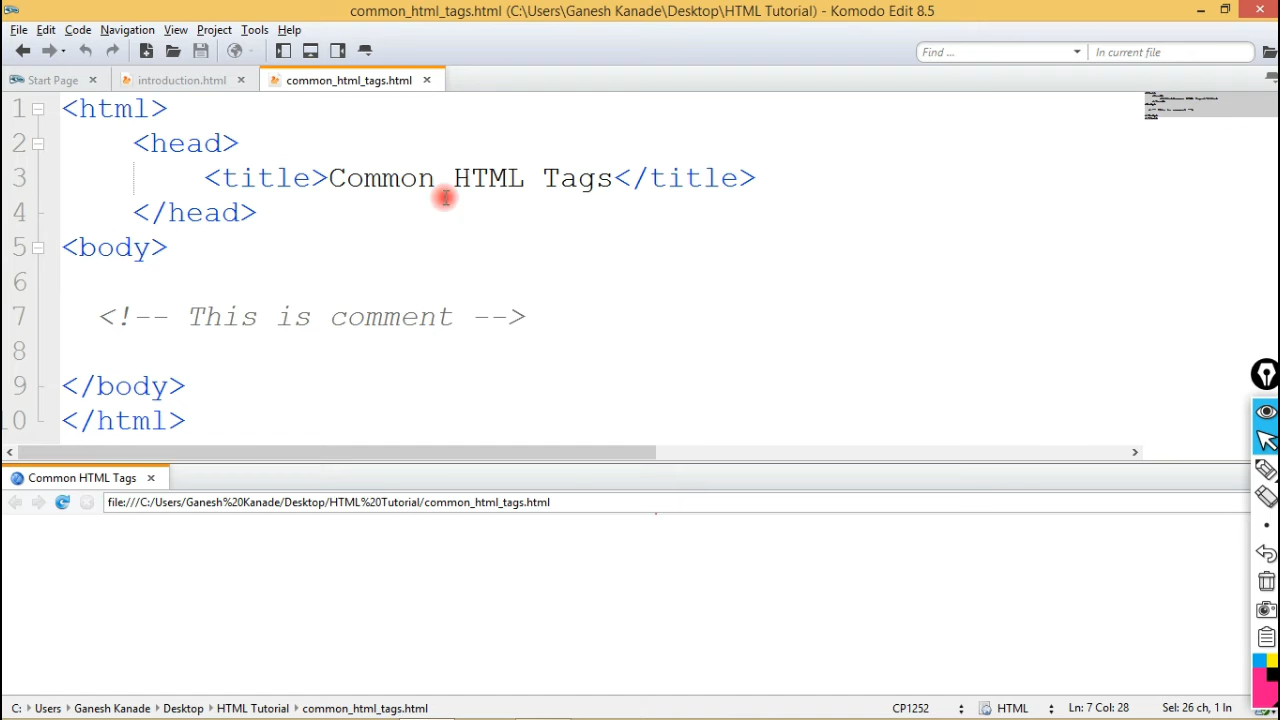 common_html_tags.html (C:\Users\Ganesh Kanade\Desktop\HTML Tutorial) - Komodo Edit 8.5
File Edit Code Navigation View Project Tools Help
Find ... In current file
Start Page introduction.html common_html_tags.html
1 <html>
2 <head>
3 <title>Common HTML Tags</title>
4 </head>
5 <body>
6
7 <!-- This is comment -->
8
9 </body>
10 </html>
Common HTML Tags
file:///C:/Users/Ganesh%20Kanade/Desktop/HTML%20Tutorial/common_html_tags.html
C: Users Ganesh Kanade Desktop HTML Tutorial common_html_tags.html CP1252 HTML Ln: 7 Col: 28 Sel: 26 ch, 1 ln